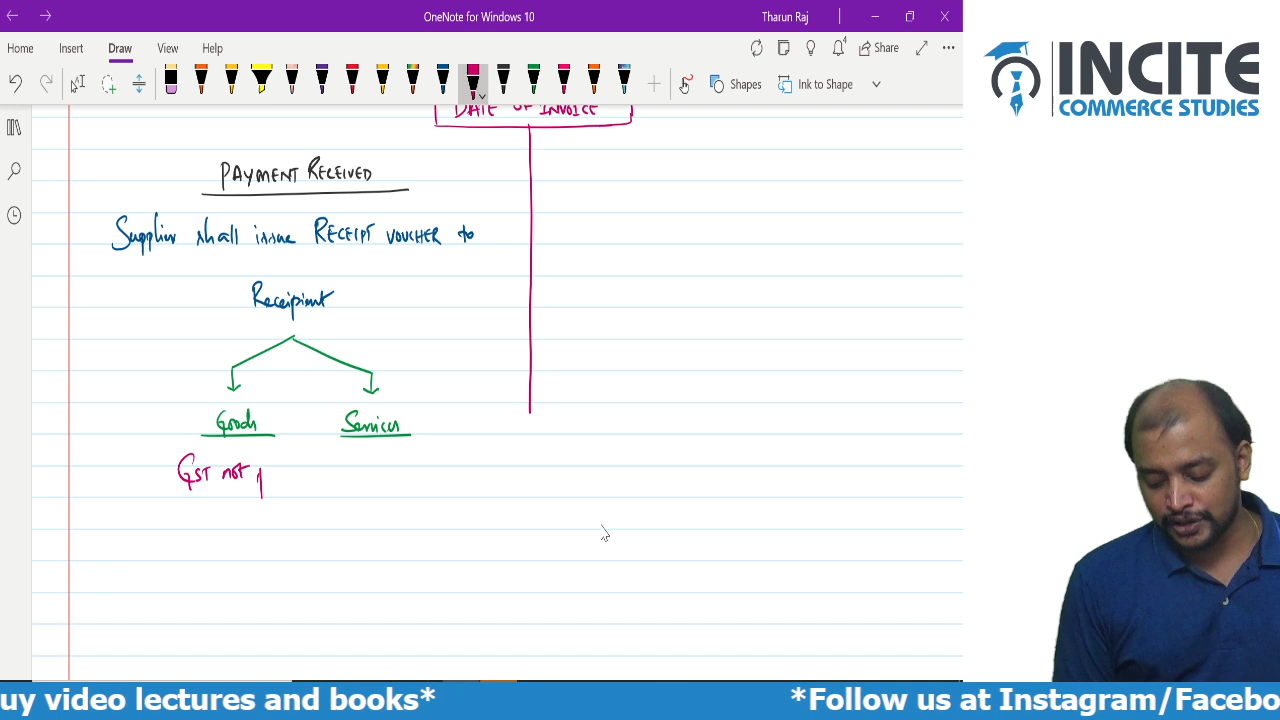 OneNote for Windows 10
Tharun Raj
Home Insert Draw View Help
4 Share
Shapes Ink to Shape
INCITE
COMMERCE STUDIES
DATE OF INVOICE
PAYMENT RECEIVED
Supplier shall issue RECEIPT VOUCHER to
Receipient
Goods Services
GST not p
uy video lectures and books* *Follow us at Instagram/Facebo